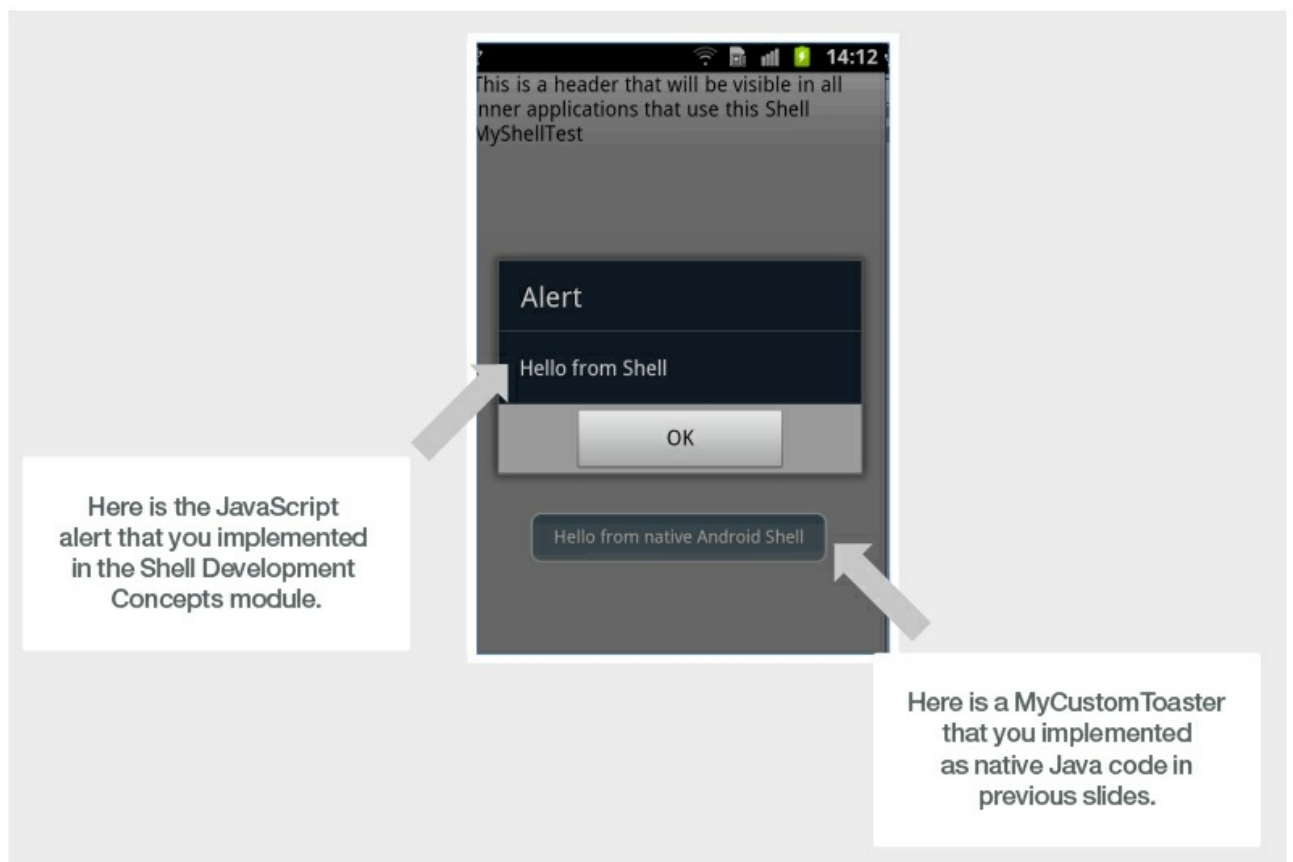 14:12
This is a header that will be visible in all
inner applications that use this Shell
MyShellTest
Alert
Hello from Shell
OK
Hello from native Android Shell
Here is the JavaScript
alert that you implemented
in the Shell Development
Concepts module.
Here is a MyCustomToaster
that you implemented
as native Java code in
previous slides.